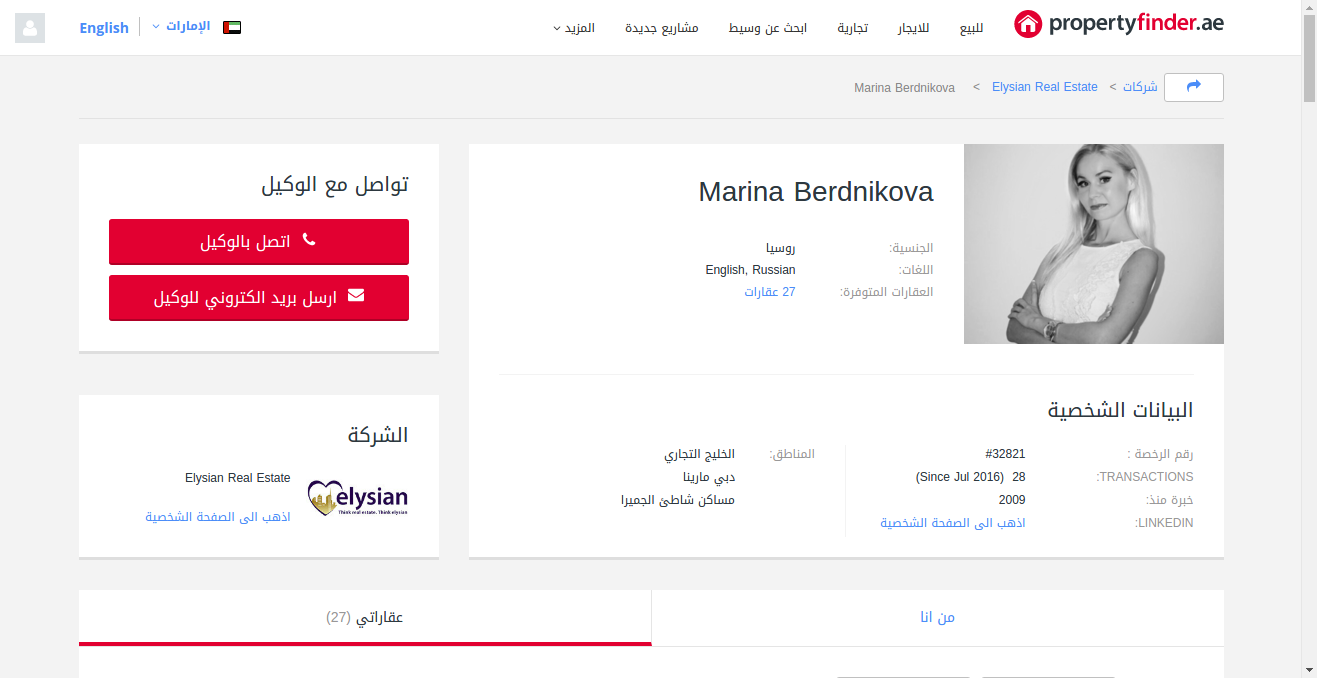 propertyfinder.ae
للبيع
للايجار
تجارية
ابحث عن وسيط
مشاريع جديدة
المزيد
الإمارات
English
شركات > Elysian Real Estate > Marina Berdnikova
Marina Berdnikova
الجنسية: روسيا
اللغات: English, Russian
العقارات المتوفرة: 27 عقارات
البيانات الشخصية
رقم الرخصة : #32821
TRANSACTIONS: 28 (Since Jul 2016)
خبرة منذ: 2009
LINKEDIN: اذهب الى الصفحة الشخصية
المناطق: الخليج التجاري
دبي مارينا
مساكن شاطئ الجميرا
تواصل مع الوكيل
اتصل بالوكيل
ارسل بريد الكتروني للوكيل
الشركة
elysian
Think real estate. Think elysian
Elysian Real Estate
اذهب الى الصفحة الشخصية
من انا
عقاراتي (27)